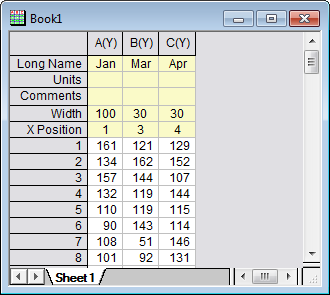 Book1
A(Y) B(Y) C(Y)
Long Name Jan Mar Apr
Units
Comments
Width 100 30 30
X Position 1 3 4
1 161 121 129
2 134 162 152
3 157 144 107
4 132 119 144
5 110 119 115
6 90 143 114
7 108 51 146
8 101 92 131
Sheet1